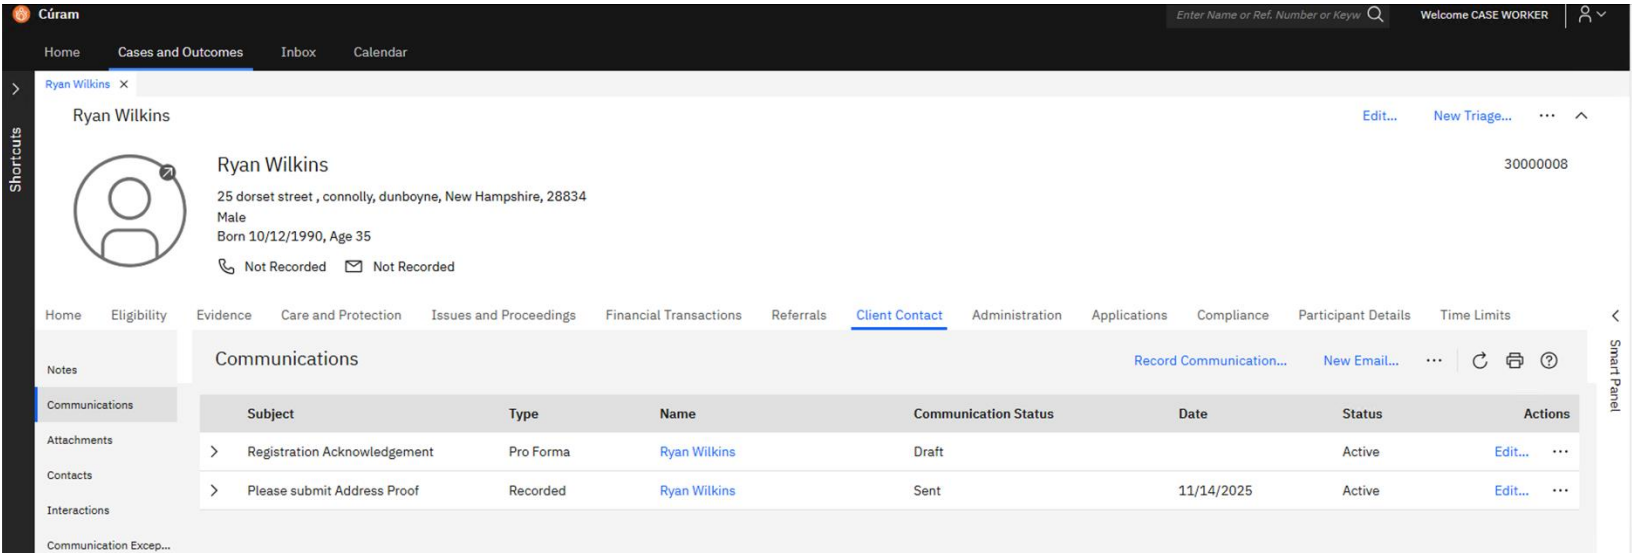 Cúram
Enter Name or Ref. Number or Keyw
Welcome CASE WORKER
Home Cases and Outcomes Inbox Calendar
Shortcuts
Ryan Wilkins
Ryan Wilkins
Edit... New Triage...
Ryan Wilkins
30000008
25 dorset street , connolly, dunboyne, New Hampshire, 28834
Male
Born 10/12/1990, Age 35
Not Recorded Not Recorded
Home Eligibility Evidence Care and Protection Issues and Proceedings Financial Transactions Referrals Client Contact Administration Applications Compliance Participant Details Time Limits
Smart Panel
Notes
Communications
Attachments
Contacts
Interactions
Communication Excep...
Communications
Record Communication... New Email...
Subject Type Name Communication Status Date Status Actions
Registration Acknowledgement Pro Forma Ryan Wilkins Draft Active Edit...
Please submit Address Proof Recorded Ryan Wilkins Sent 11/14/2025 Active Edit...